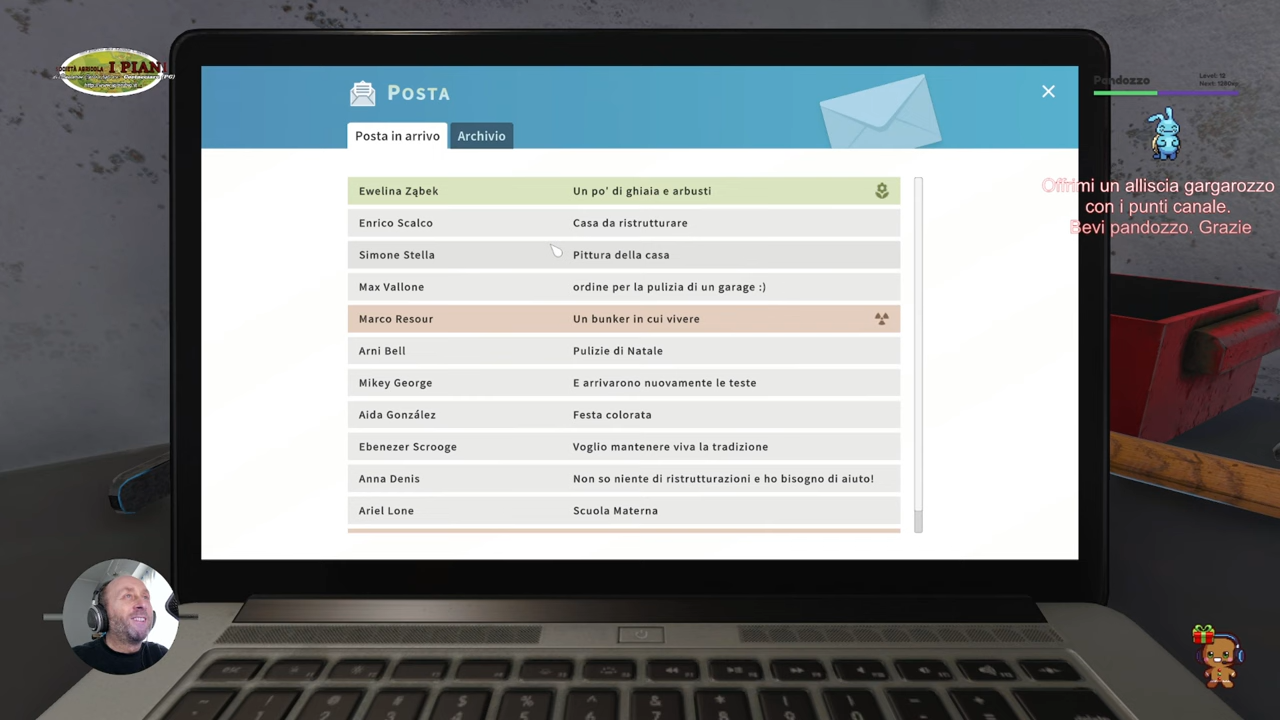 SOCIETÀ AGRICOLA I PIANI
Pandozzo
Level: 12
POSTA
Posta in arrivo
Archivio
Ewelina Ząbek Un po' di ghiaia e arbusti
Enrico Scalco Casa da ristrutturare
Simone Stella Pittura della casa
Max Vallone ordine per la pulizia di un garage :)
Marco Resour Un bunker in cui vivere
Arni Bell Pulizie di Natale
Mikey George E arrivarono nuovamente le teste
Aida González Festa colorata
Ebenezer Scrooge Voglio mantenere viva la tradizione
Anna Denis Non so niente di ristrutturazioni e ho bisogno di aiuto!
Ariel Lone Scuola Materna
Offrimi un alliscia gargarozzo
con i punti canale.
Bevi pandozzo. Grazie